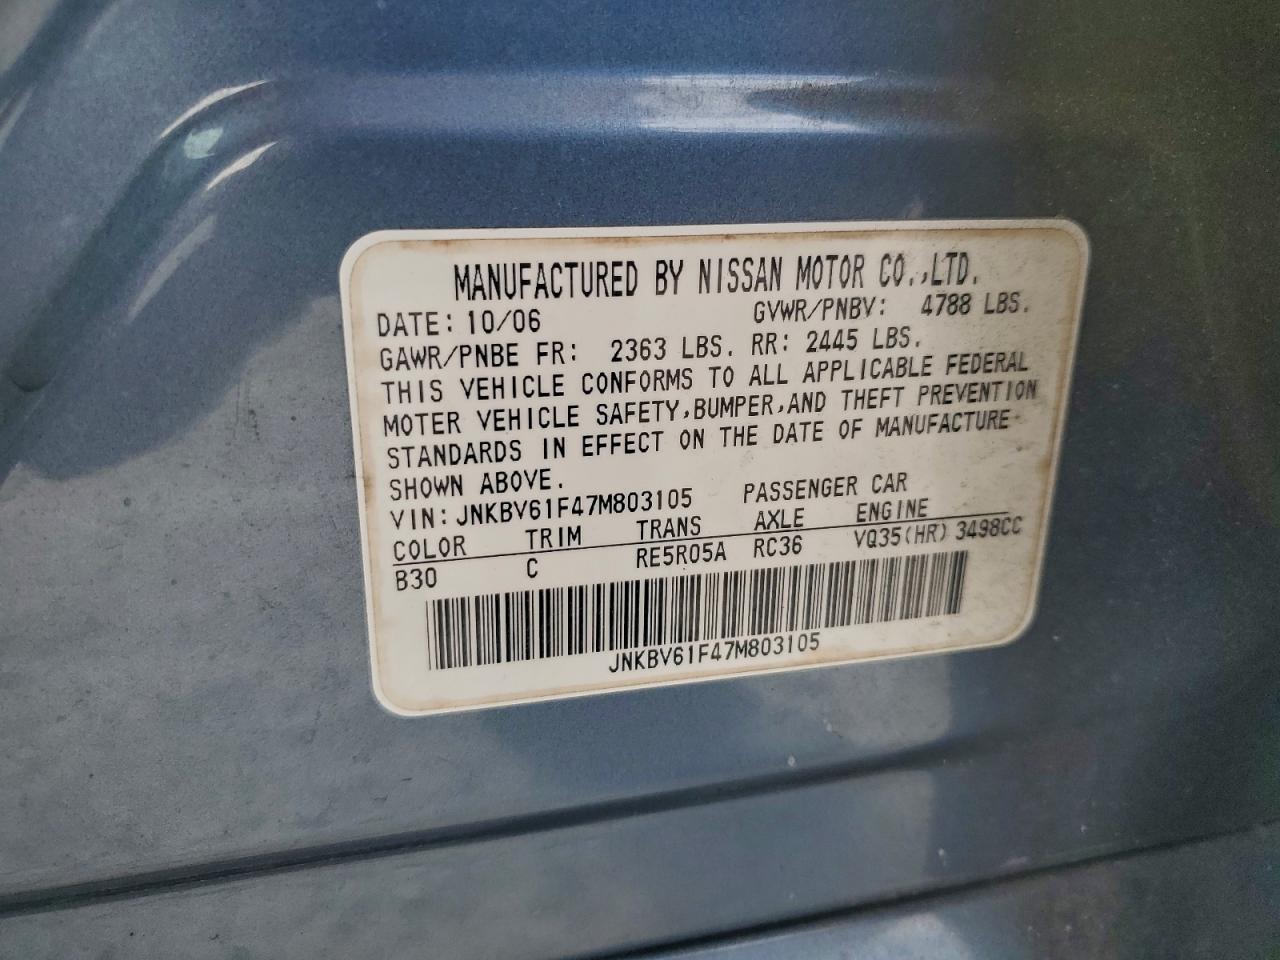 MANUFACTURED BY NISSAN MOTOR CO.,LTD.
DATE: 10/06 GVWR/PNBV: 4788 LBS.
GAWR/PNBE FR: 2363 LBS. RR: 2445 LBS.
THIS VEHICLE CONFORMS TO ALL APPLICABLE FEDERAL
MOTER VEHICLE SAFETY,BUMPER,AND THEFT PREVENTION
STANDARDS IN EFFECT ON THE DATE OF MANUFACTURE
SHOWN ABOVE.
VIN: JNKBV61F47M803105 PASSENGER CAR
COLOR TRIM TRANS AXLE ENGINE
B30 C RE5R05A RC36 VQ35(HR) 3498CC
JNKBV61F47M803105